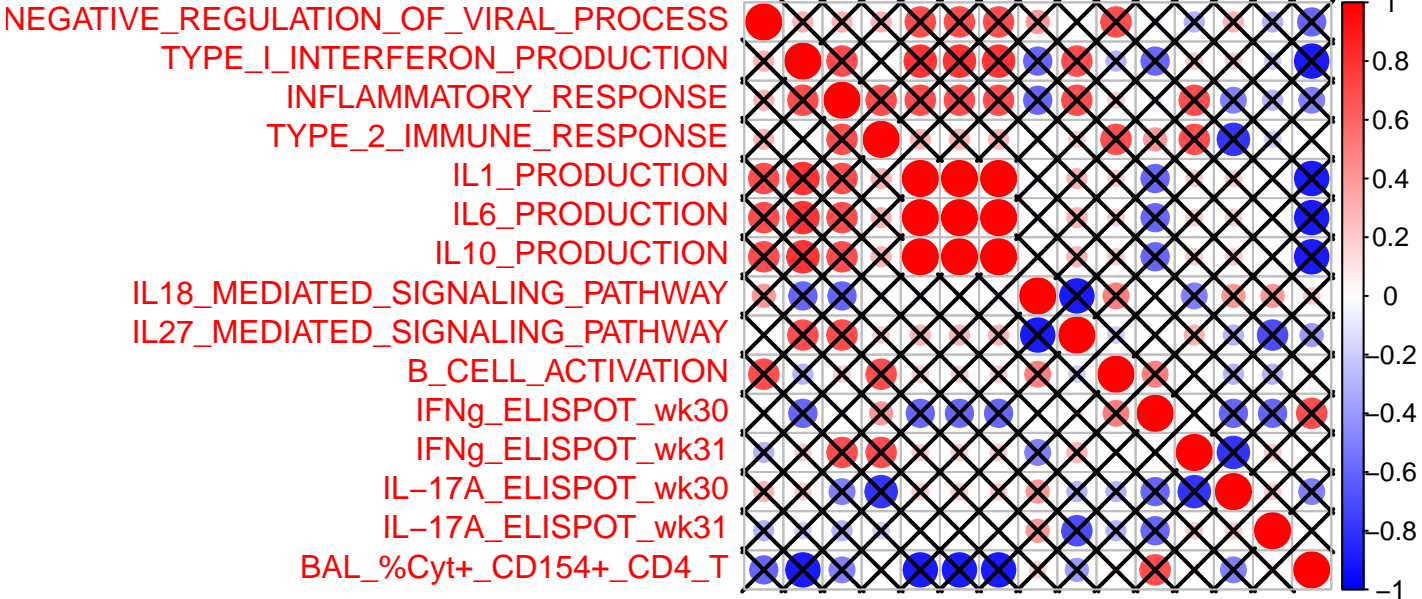 NEGATIVE_REGULATION_OF_VIRAL_PROCESS
TYPE_I_INTERFERON_PRODUCTION
INFLAMMATORY_RESPONSE
TYPE_2_IMMUNE_RESPONSE
IL1_PRODUCTION
IL6_PRODUCTION
IL10_PRODUCTION
IL18_MEDIATED_SIGNALING_PATHWAY
IL27_MEDIATED_SIGNALING_PATHWAY
B_CELL_ACTIVATION
IFNg_ELISPOT_wk30
IFNg_ELISPOT_wk31
IL−17A_ELISPOT_wk30
IL−17A_ELISPOT_wk31
BAL_%Cyt+_CD154+_CD4_T
1
0.8
0.6
0.4
0.2
0
−0.2
−0.4
−0.6
−0.8
−1